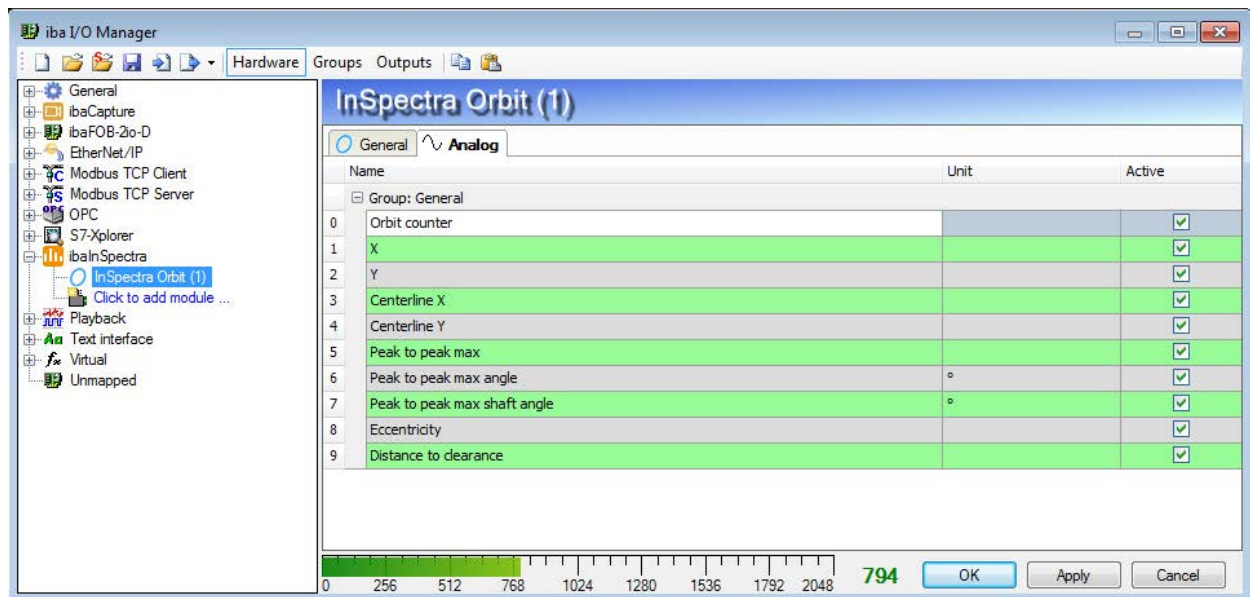 iba I/O Manager
Hardware Groups Outputs
General
ibaCapture
ibaFOB-2io-D
EtherNet/IP
Modbus TCP Client
Modbus TCP Server
OPC
S7-Xplorer
ibaInSpectra
InSpectra Orbit (1)
Click to add module ...
Playback
Text interface
Virtual
Unmapped
InSpectra Orbit (1)
General Analog
Name Unit Active
Group: General
0 Orbit counter
1 X
2 Y
3 Centerline X
4 Centerline Y
5 Peak to peak max
6 Peak to peak max angle °
7 Peak to peak max shaft angle °
8 Eccentricity
9 Distance to clearance
0 256 512 768 1024 1280 1536 1792 2048
794 OK Apply Cancel